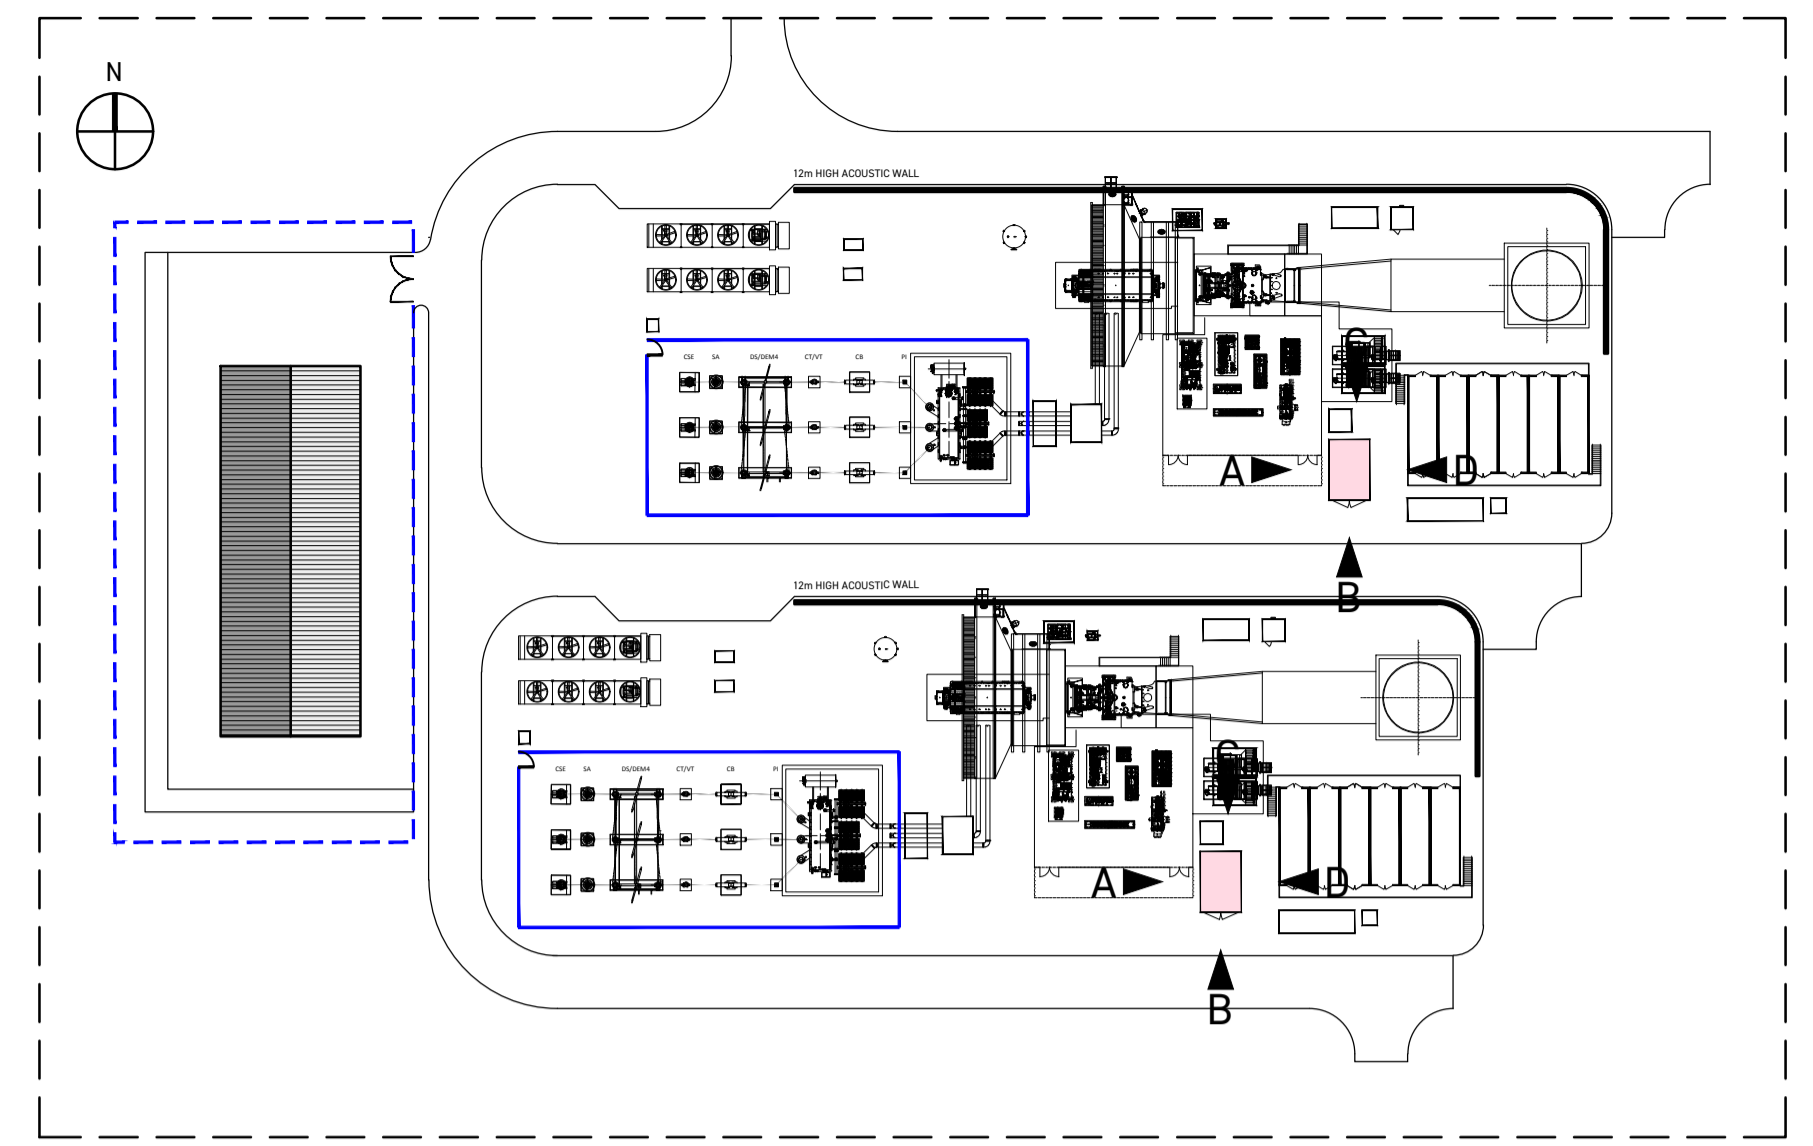 N
12m HIGH ACOUSTIC WALL
CSE SA DS/DEM4 CT/VT CB PI
C
A D
B
12m HIGH ACOUSTIC WALL
CSE SA DS/DEM4 CT/VT CB PI
C
A D
B